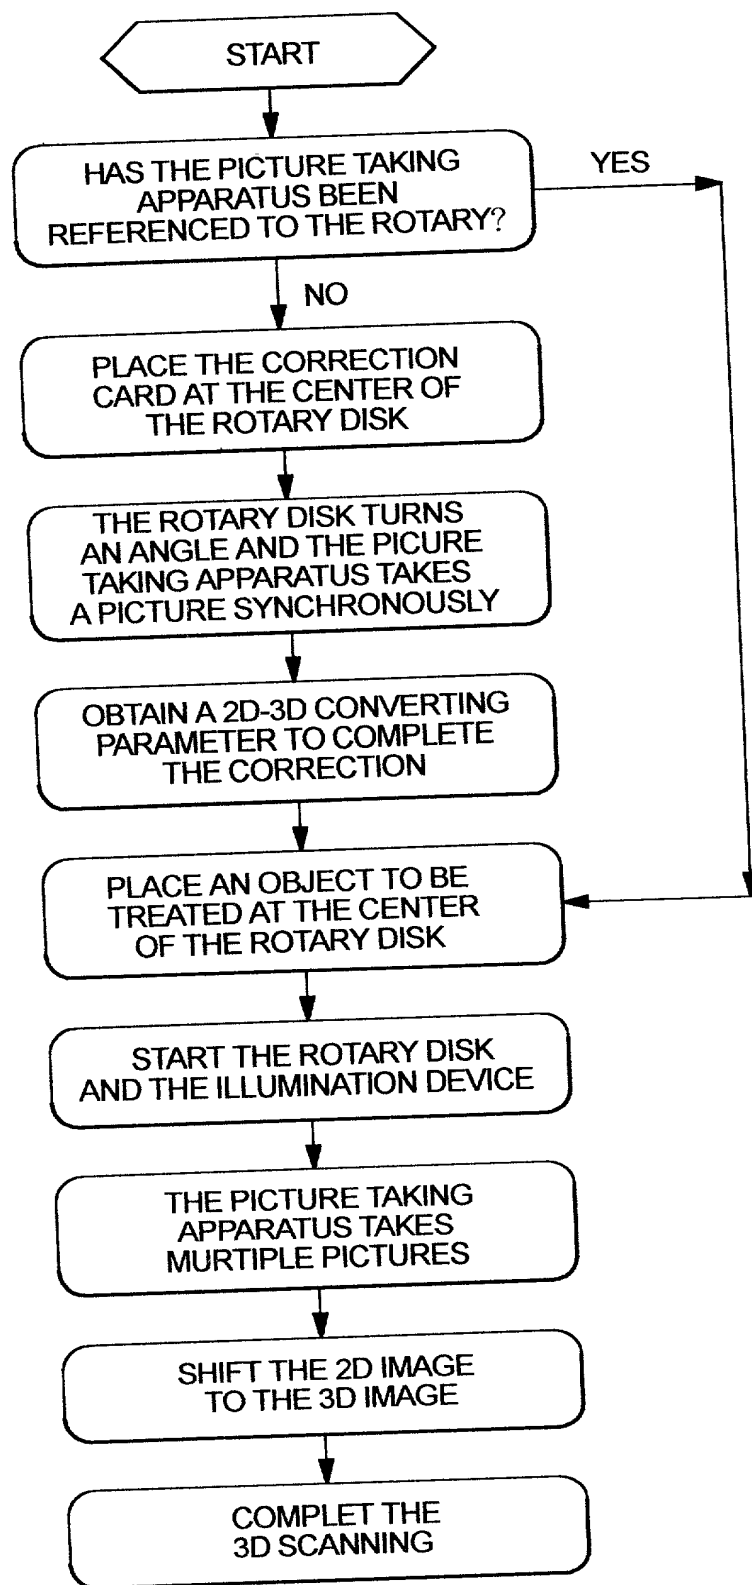 START
HAS THE PICTURE TAKING
APPARATUS BEEN
REFERENCED TO THE ROTARY?
YES
NO
PLACE THE CORRECTION
CARD AT THE CENTER OF
THE ROTARY DISK
THE ROTARY DISK TURNS
AN ANGLE AND THE PICURE
TAKING APPARATUS TAKES
A PICTURE SYNCHRONOUSLY
OBTAIN A 2D-3D CONVERTING
PARAMETER TO COMPLETE
THE CORRECTION
PLACE AN OBJECT TO BE
TREATED AT THE CENTER
OF THE ROTARY DISK
START THE ROTARY DISK
AND THE ILLUMINATION DEVICE
THE PICTURE TAKING
APPARATUS TAKES
MURTIPLE PICTURES
SHIFT THE 2D IMAGE
TO THE 3D IMAGE
COMPLET THE
3D SCANNING